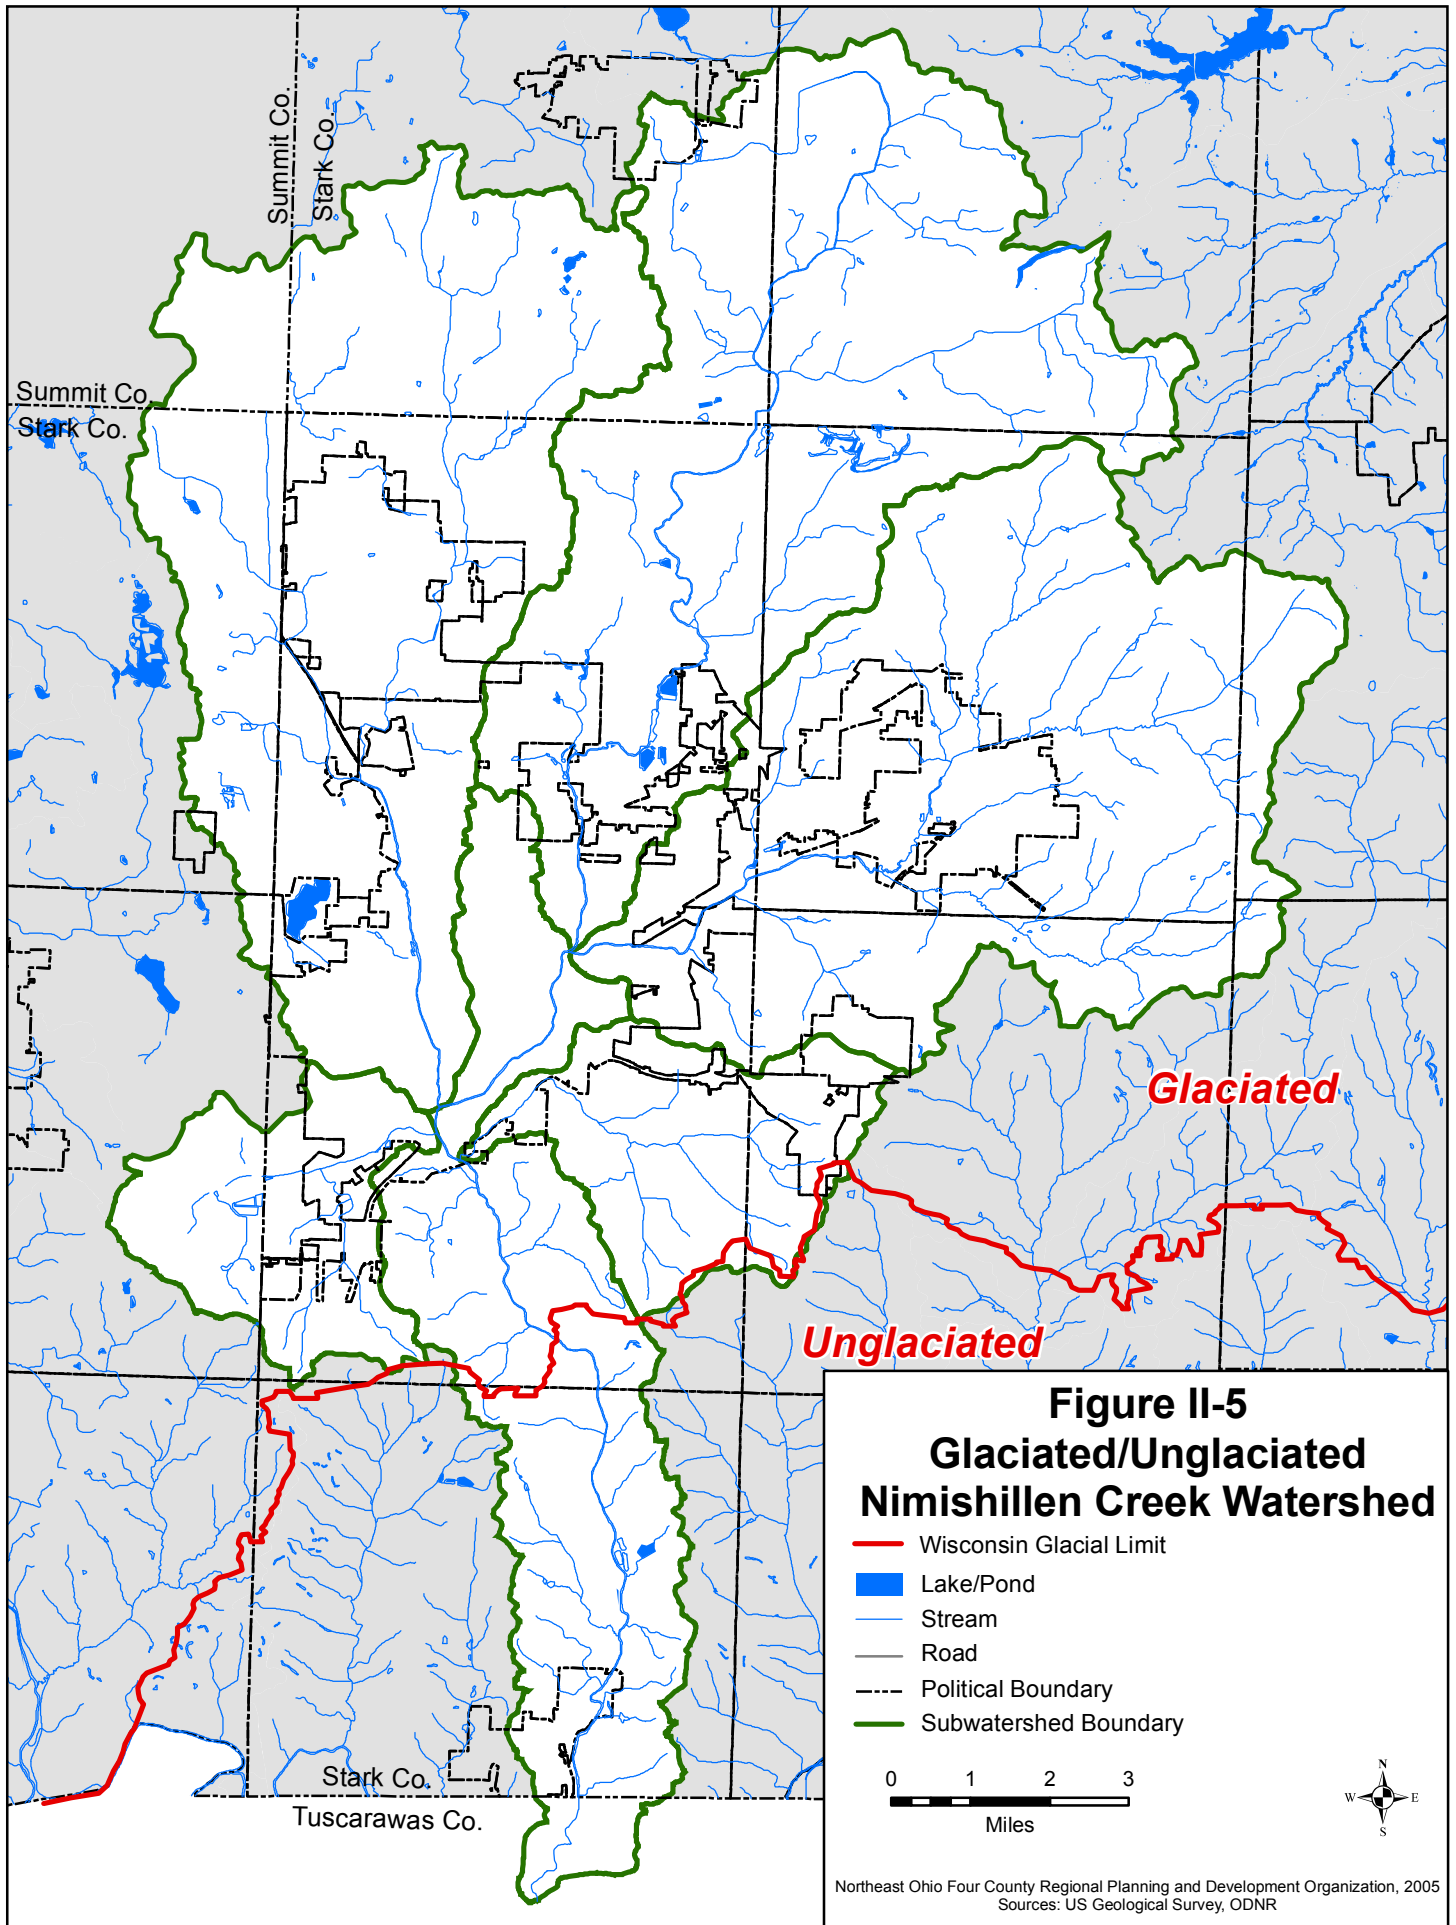 Summit Co.
Stark Co.
Summit Co.
Stark Co.
Glaciated
Unglaciated
Figure II-5
Glaciated/Unglaciated
Nimishillen Creek Watershed
Wisconsin Glacial Limit
Lake/Pond
Stream
Road
Political Boundary
Subwatershed Boundary
0 1 2 3
Miles
N
W E
S
Stark Co.
Tuscarawas Co.
Northeast Ohio Four County Regional Planning and Development Organization, 2005
Sources: US Geological Survey, ODNR